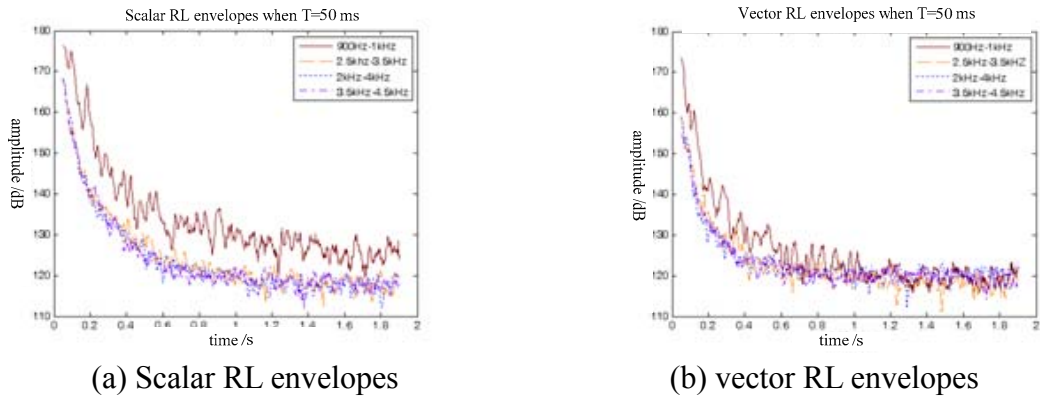 Scalar RL envelopes when T=50 ms
180
170
160
150
140
130
120
110
0 0.2 0.4 0.6 0.8 1 1.2 1.4 1.6 1.8 2
amplitude /dB
time /s
900Hz-1kHz
2.5khz-3.5kHz
2kHz-4kHz
3.5kHz-4.5kHz
(a) Scalar RL envelopes
Vector RL envelopes when T=50 ms
180
170
160
150
140
130
120
110
0 0.2 0.4 0.6 0.8 1 1.2 1.4 1.6 1.8 2
amplitude /dB
time /s
900Hz-1kHz
2.5kHz-3.5kHZ
2kHz-4kHz
3.5kHz-4.5kHz
(b) vector RL envelopes